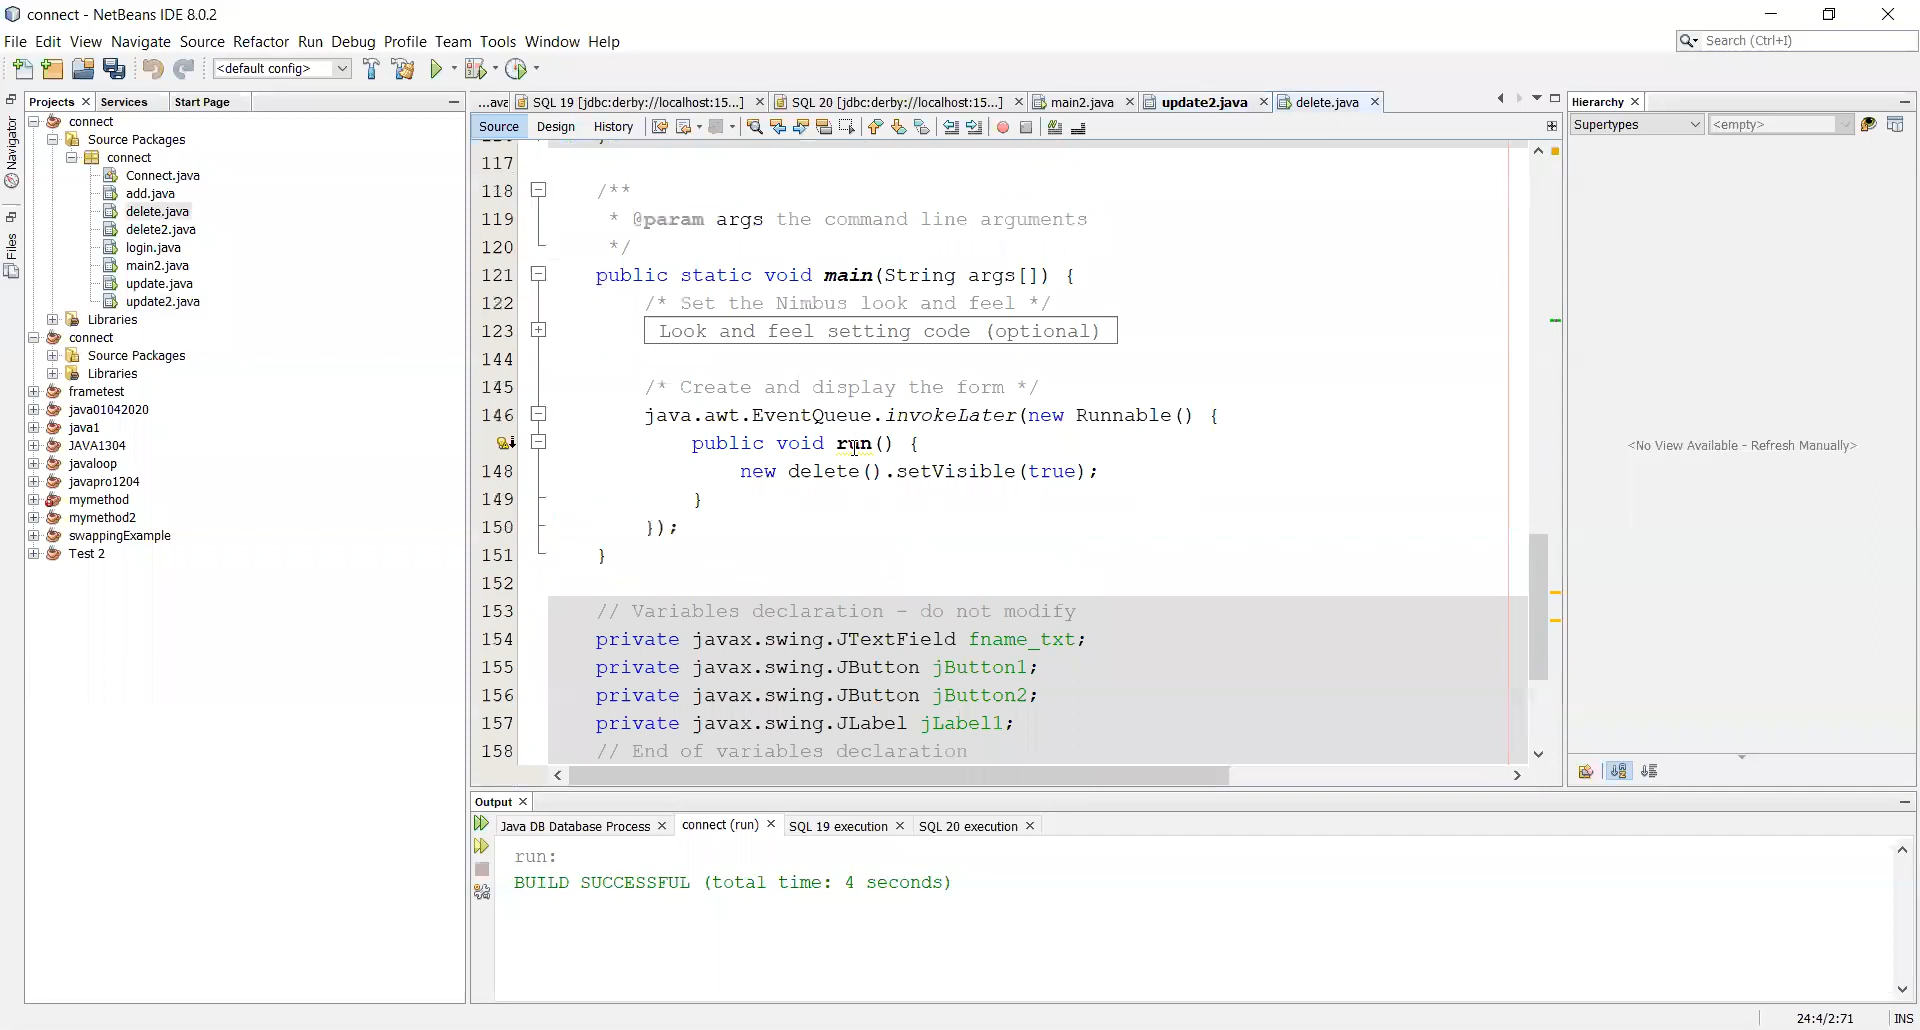 connect - NetBeans IDE 8.0.2
File Edit View Navigate Source Refactor Run Debug Profile Team Tools Window Help
Search (Ctrl+I)
<default config>
Projects Services Start Page
...ava SQL 19 [jdbc:derby://localhost:15...] SQL 20 [jdbc:derby://localhost:15...] main2.java update2.java delete.java
Hierarchy
Source Design History
Supertypes <empty>
Navigator
Files
connect
Source Packages
connect
Connect.java
add.java
delete.java
delete2.java
login.java
main2.java
update.java
update2.java
Libraries
connect
Source Packages
Libraries
frametest
java01042020
java1
JAVA1304
javaloop
javapro1204
mymethod
mymethod2
swappingExample
Test 2
117
118 /**
119 * @param args the command line arguments
120 */
121 public static void main(String args[]) {
122 /* Set the Nimbus look and feel */
123 Look and feel setting code (optional)
144
145 /* Create and display the form */
146 java.awt.EventQueue.invokeLater(new Runnable() {
public void run() {
148 new delete().setVisible(true);
149 }
150 });
151 }
152
153 // Variables declaration - do not modify
154 private javax.swing.JTextField fname_txt;
155 private javax.swing.JButton jButton1;
156 private javax.swing.JButton jButton2;
157 private javax.swing.JLabel jLabel1;
158 // End of variables declaration
<No View Available - Refresh Manually>
Output
Java DB Database Process connect (run) SQL 19 execution SQL 20 execution
run:
BUILD SUCCESSFUL (total time: 4 seconds)
24:4/2:71 INS